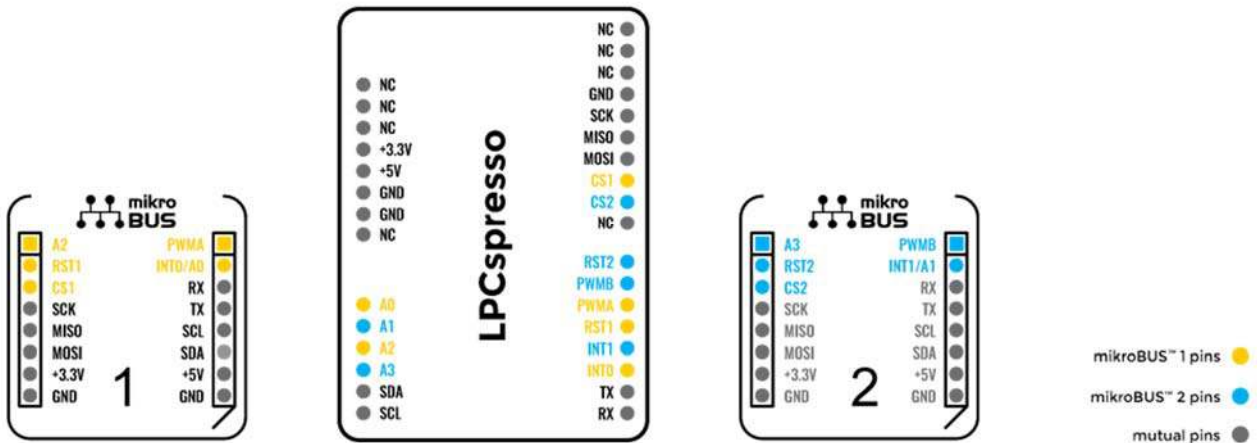 mikro
BUS
A2 PWMA
RST1 INT0/A0
CS1 RX
SCK TX
MISO SCL
MOSI SDA
+3.3V +5V
GND GND
1
NC
NC
NC
+3.3V
+5V
GND
GND
NC
A0
A1
A2
A3
SDA
SCL
LPCspresso
NC
NC
NC
GND
SCK
MISO
MOSI
CS1
CS2
NC
RST2
PWMB
PWMA
RST1
INT1
INT0
TX
RX
mikro
BUS
A3 PWMB
RST2 INT1/A1
CS2 RX
SCK TX
MISO SCL
MOSI SDA
+3.3V +5V
GND GND
2
mikroBUS™ 1 pins
mikroBUS™ 2 pins
mutual pins